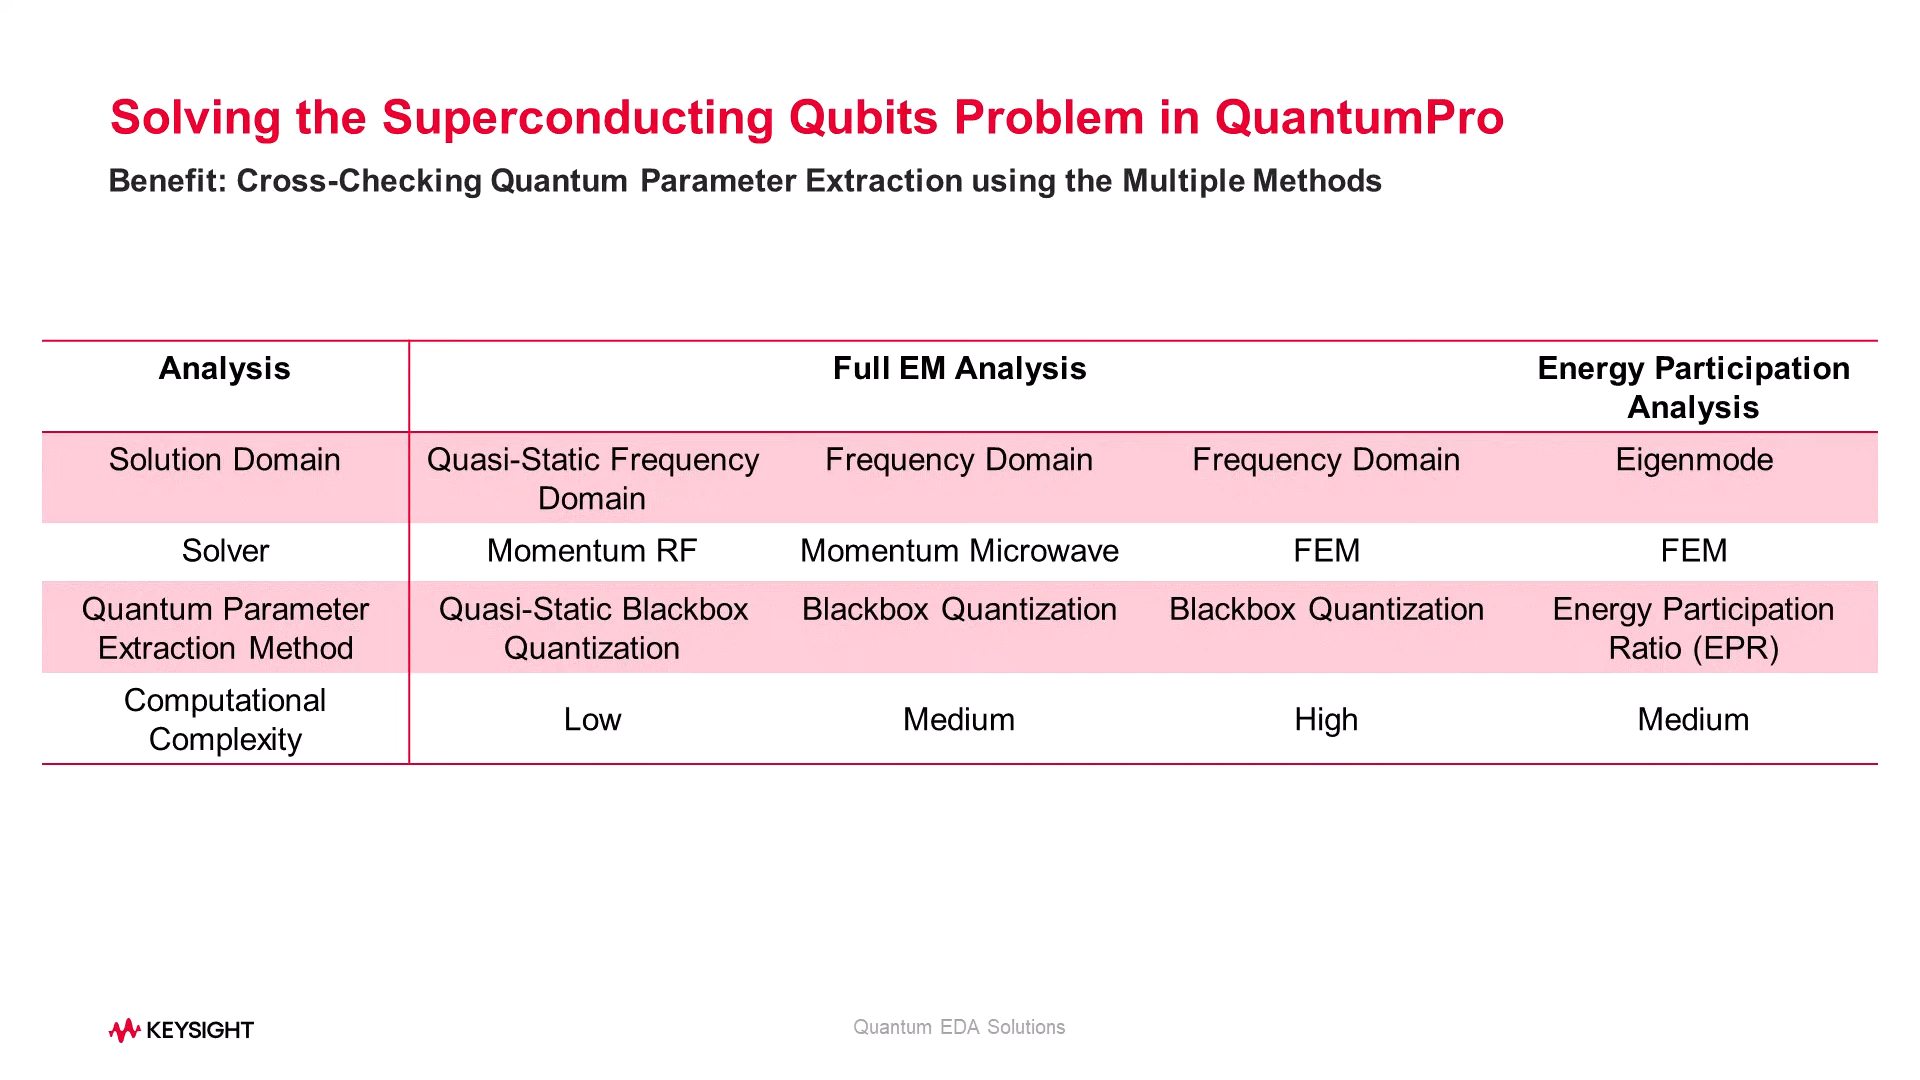 Solving the Superconducting Qubits Problem in QuantumPro
Benefit: Cross-Checking Quantum Parameter Extraction using the Multiple Methods
Analysis
Full EM Analysis
Energy Participation
Analysis
Solution Domain
Quasi-Static Frequency
Domain
Frequency Domain
Frequency Domain
Eigenmode
Solver
Momentum RF
Momentum Microwave
FEM
FEM
Quantum Parameter
Extraction Method
Quasi-Static Blackbox
Quantization
Blackbox Quantization
Blackbox Quantization
Energy Participation
Ratio (EPR)
Computational
Complexity
Low
Medium
High
Medium
KEYSIGHT
Quantum EDA Solutions